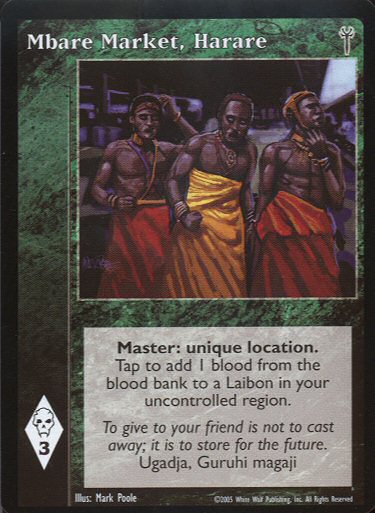 Mbare Market, Harare
Master: unique location.
Tap to add 1 blood from the
blood bank to a Laibon in your
uncontrolled region.
To give to your friend is not to cast
away; it is to store for the future.
Ugadja, Guruhi magaji
3
Illus: Mark Poole
©2005 White Wolf Publishing, Inc. All Rights Reserved